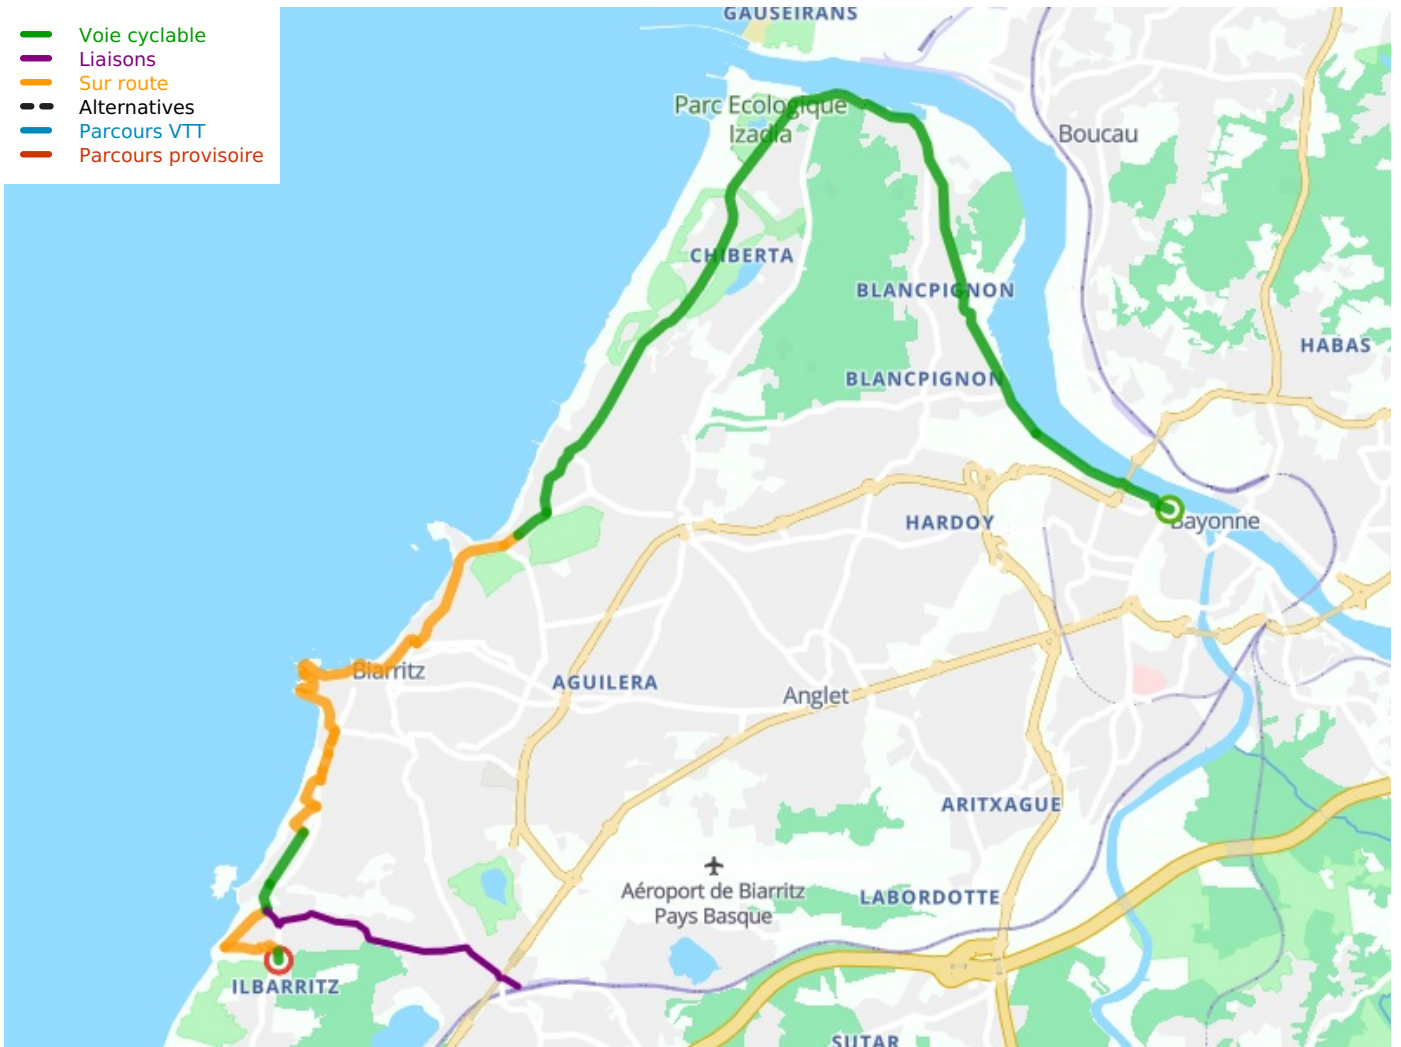 Voie cyclable
Liaisons
Sur route
Alternatives
Parcours VTT
Parcours provisoire
GAUSEIRANS
Parc Ecologique
Izadia
Boucau
CHIBERTA
BLANCPIGNON
HABAS
BLANCPIGNON
HARDOY
Bayonne
Biarritz
AGUILERA
Anglet
ARITXAGUE
Aéroport de Biarritz
Pays Basque
LABORDOTTE
ILBARRITZ
SUTAR